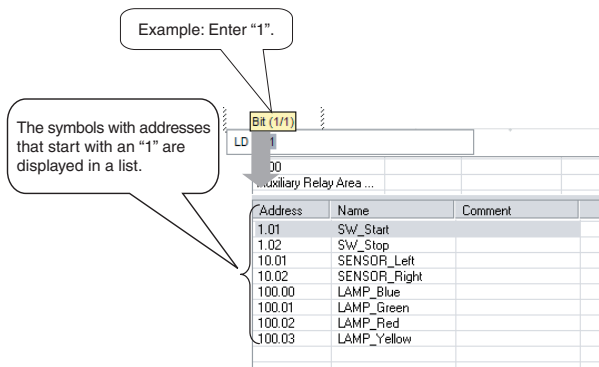 Example: Enter “1”.
Bit (1/1)
The symbols with addresses
that start with an “1” are
displayed in a list.
LD 1
Relay Area ...
Address Name Comment
1.01 SW_Start
1.02 SW_Stop
10.01 SENSOR_Left
10.02 SENSOR_Right
100.00 LAMP_Blue
100.01 LAMP_Green
100.02 LAMP_Red
100.03 LAMP_Yellow